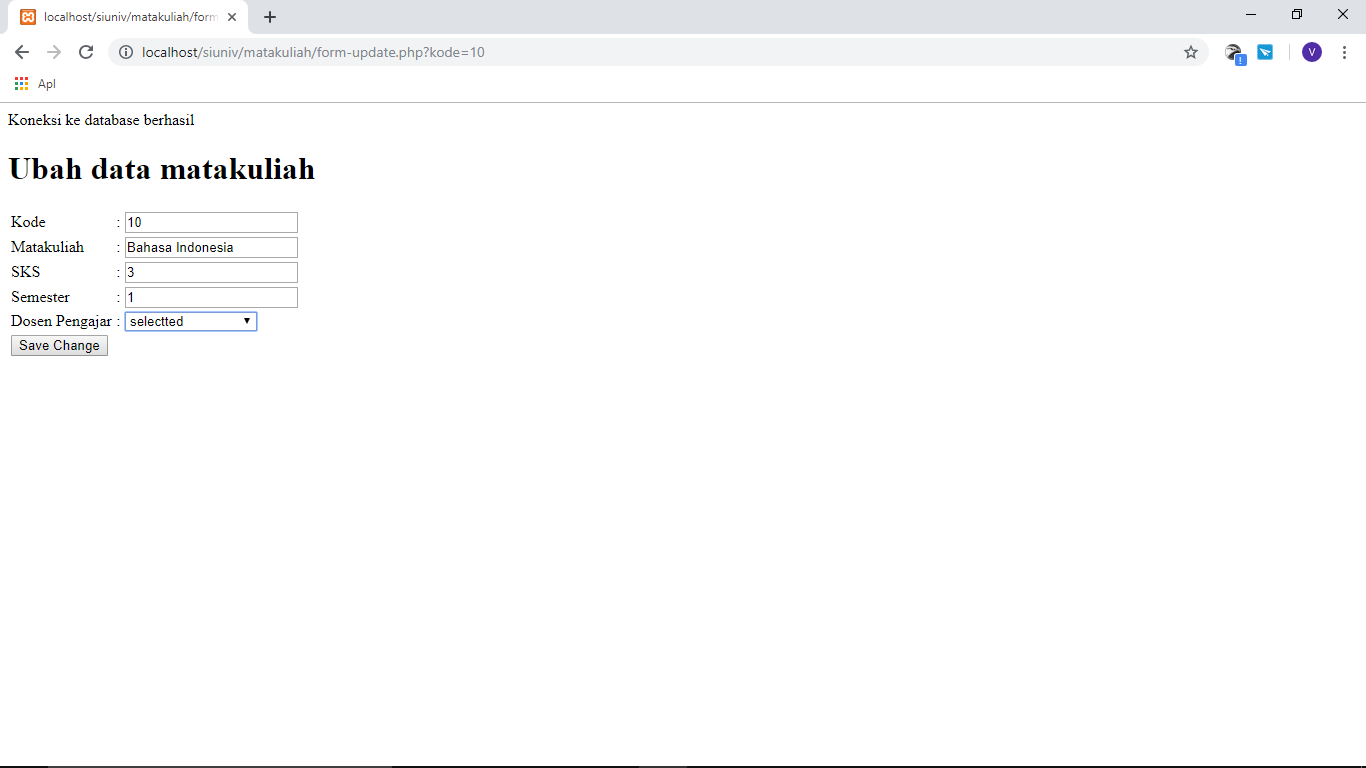 localhost/siuniv/matakuliah/form
localhost/siuniv/matakuliah/form-update.php?kode=10
V
Apl
Koneksi ke database berhasil
Ubah data matakuliah
Kode : 10
Matakuliah : Bahasa Indonesia
SKS : 3
Semester : 1
Dosen Pengajar : selectted
Save Change